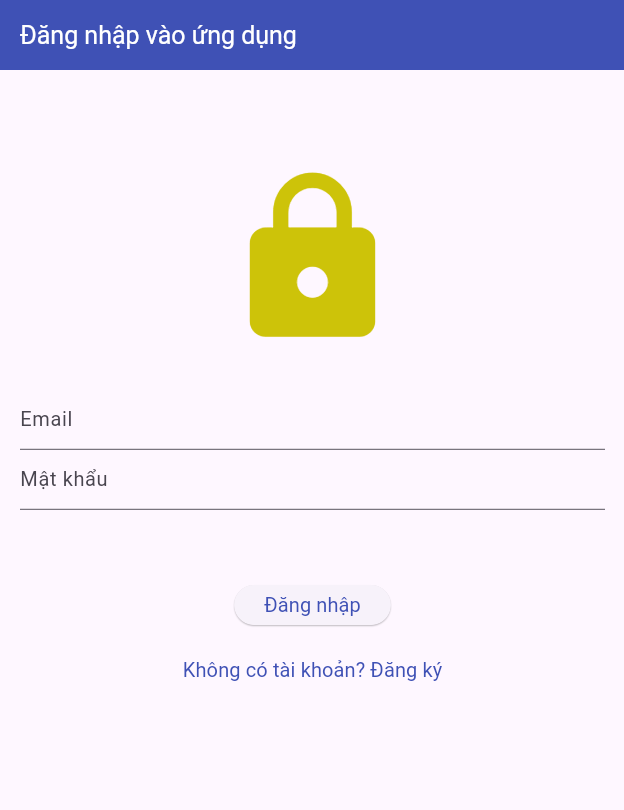 Đăng nhập vào ứng dụng
Email
Mật khẩu
Đăng nhập
Không có tài khoản? Đăng ký